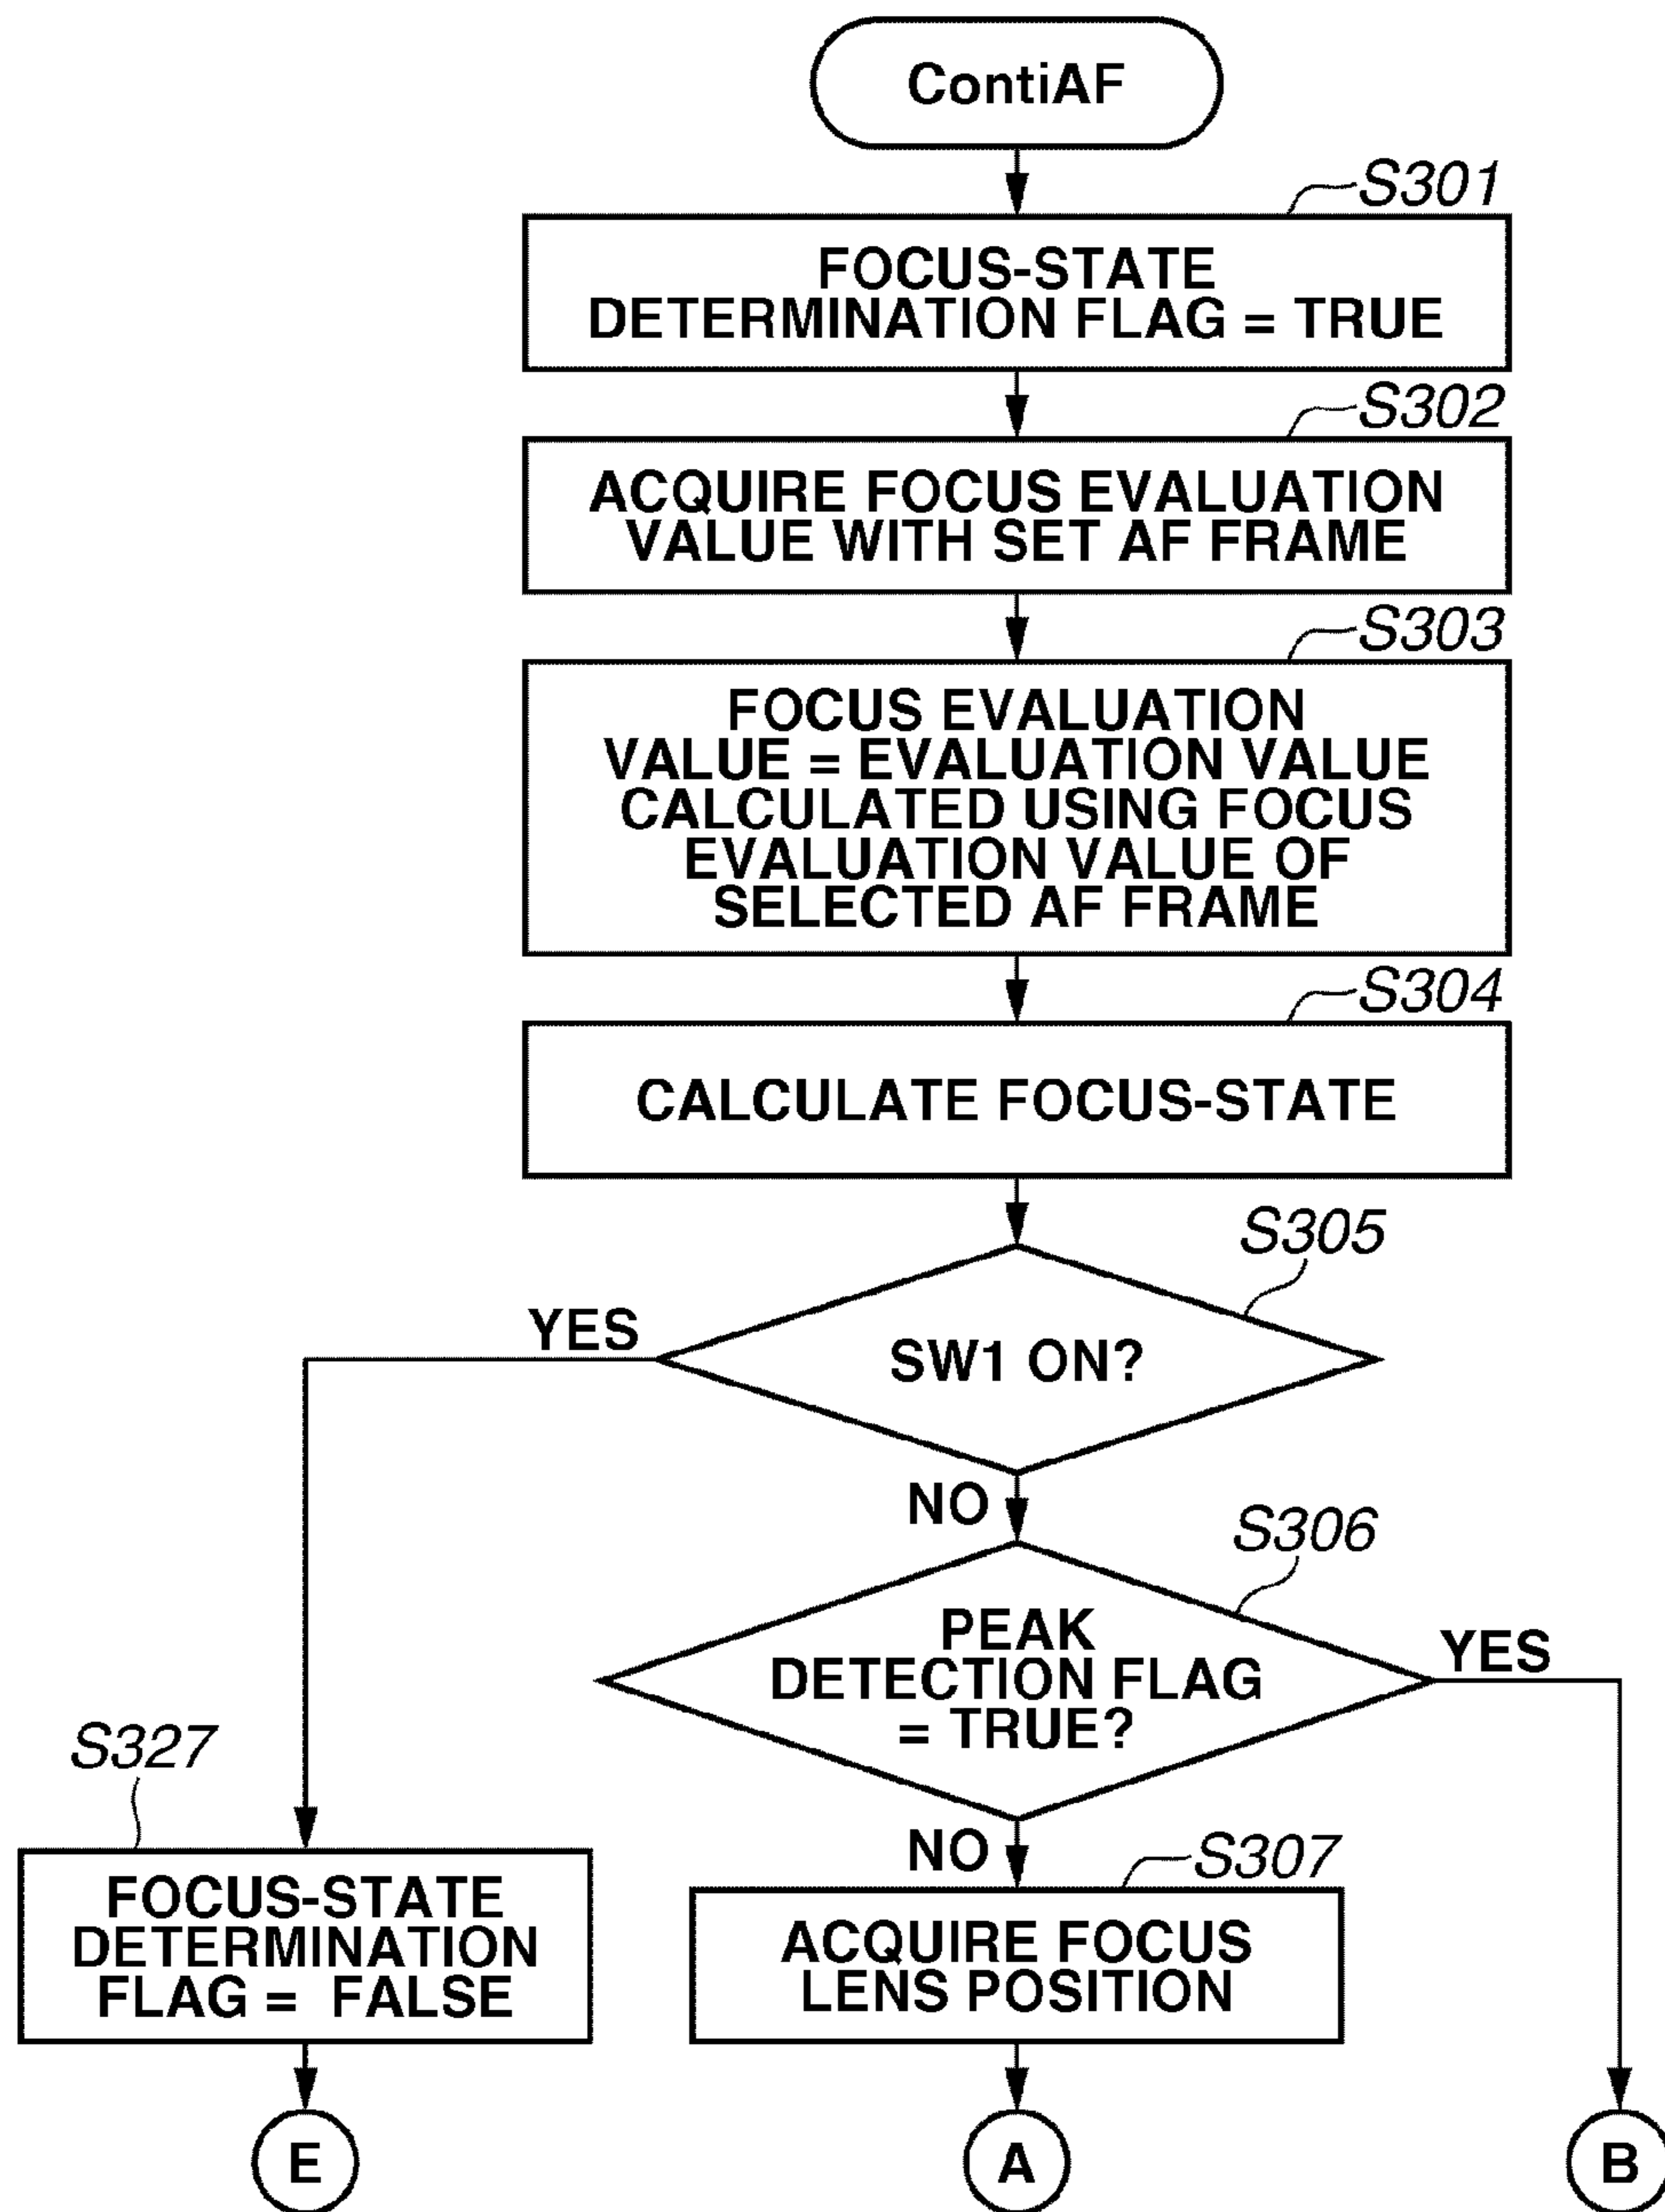 ContiAF
S301
FOCUS-STATE
DETERMINATION FLAG = TRUE
S302
ACQUIRE FOCUS EVALUATION
VALUE WITH SET AF FRAME
S303
FOCUS EVALUATION
VALUE = EVALUATION VALUE
CALCULATED USING FOCUS
EVALUATION VALUE OF
SELECTED AF FRAME
S304
CALCULATE FOCUS-STATE
S305
YES
SW1 ON?
NO
S306
PEAK
DETECTION FLAG
= TRUE?
YES
S327
FOCUS-STATE
DETERMINATION
FLAG = FALSE
NO
S307
ACQUIRE FOCUS
LENS POSITION
E
A
B